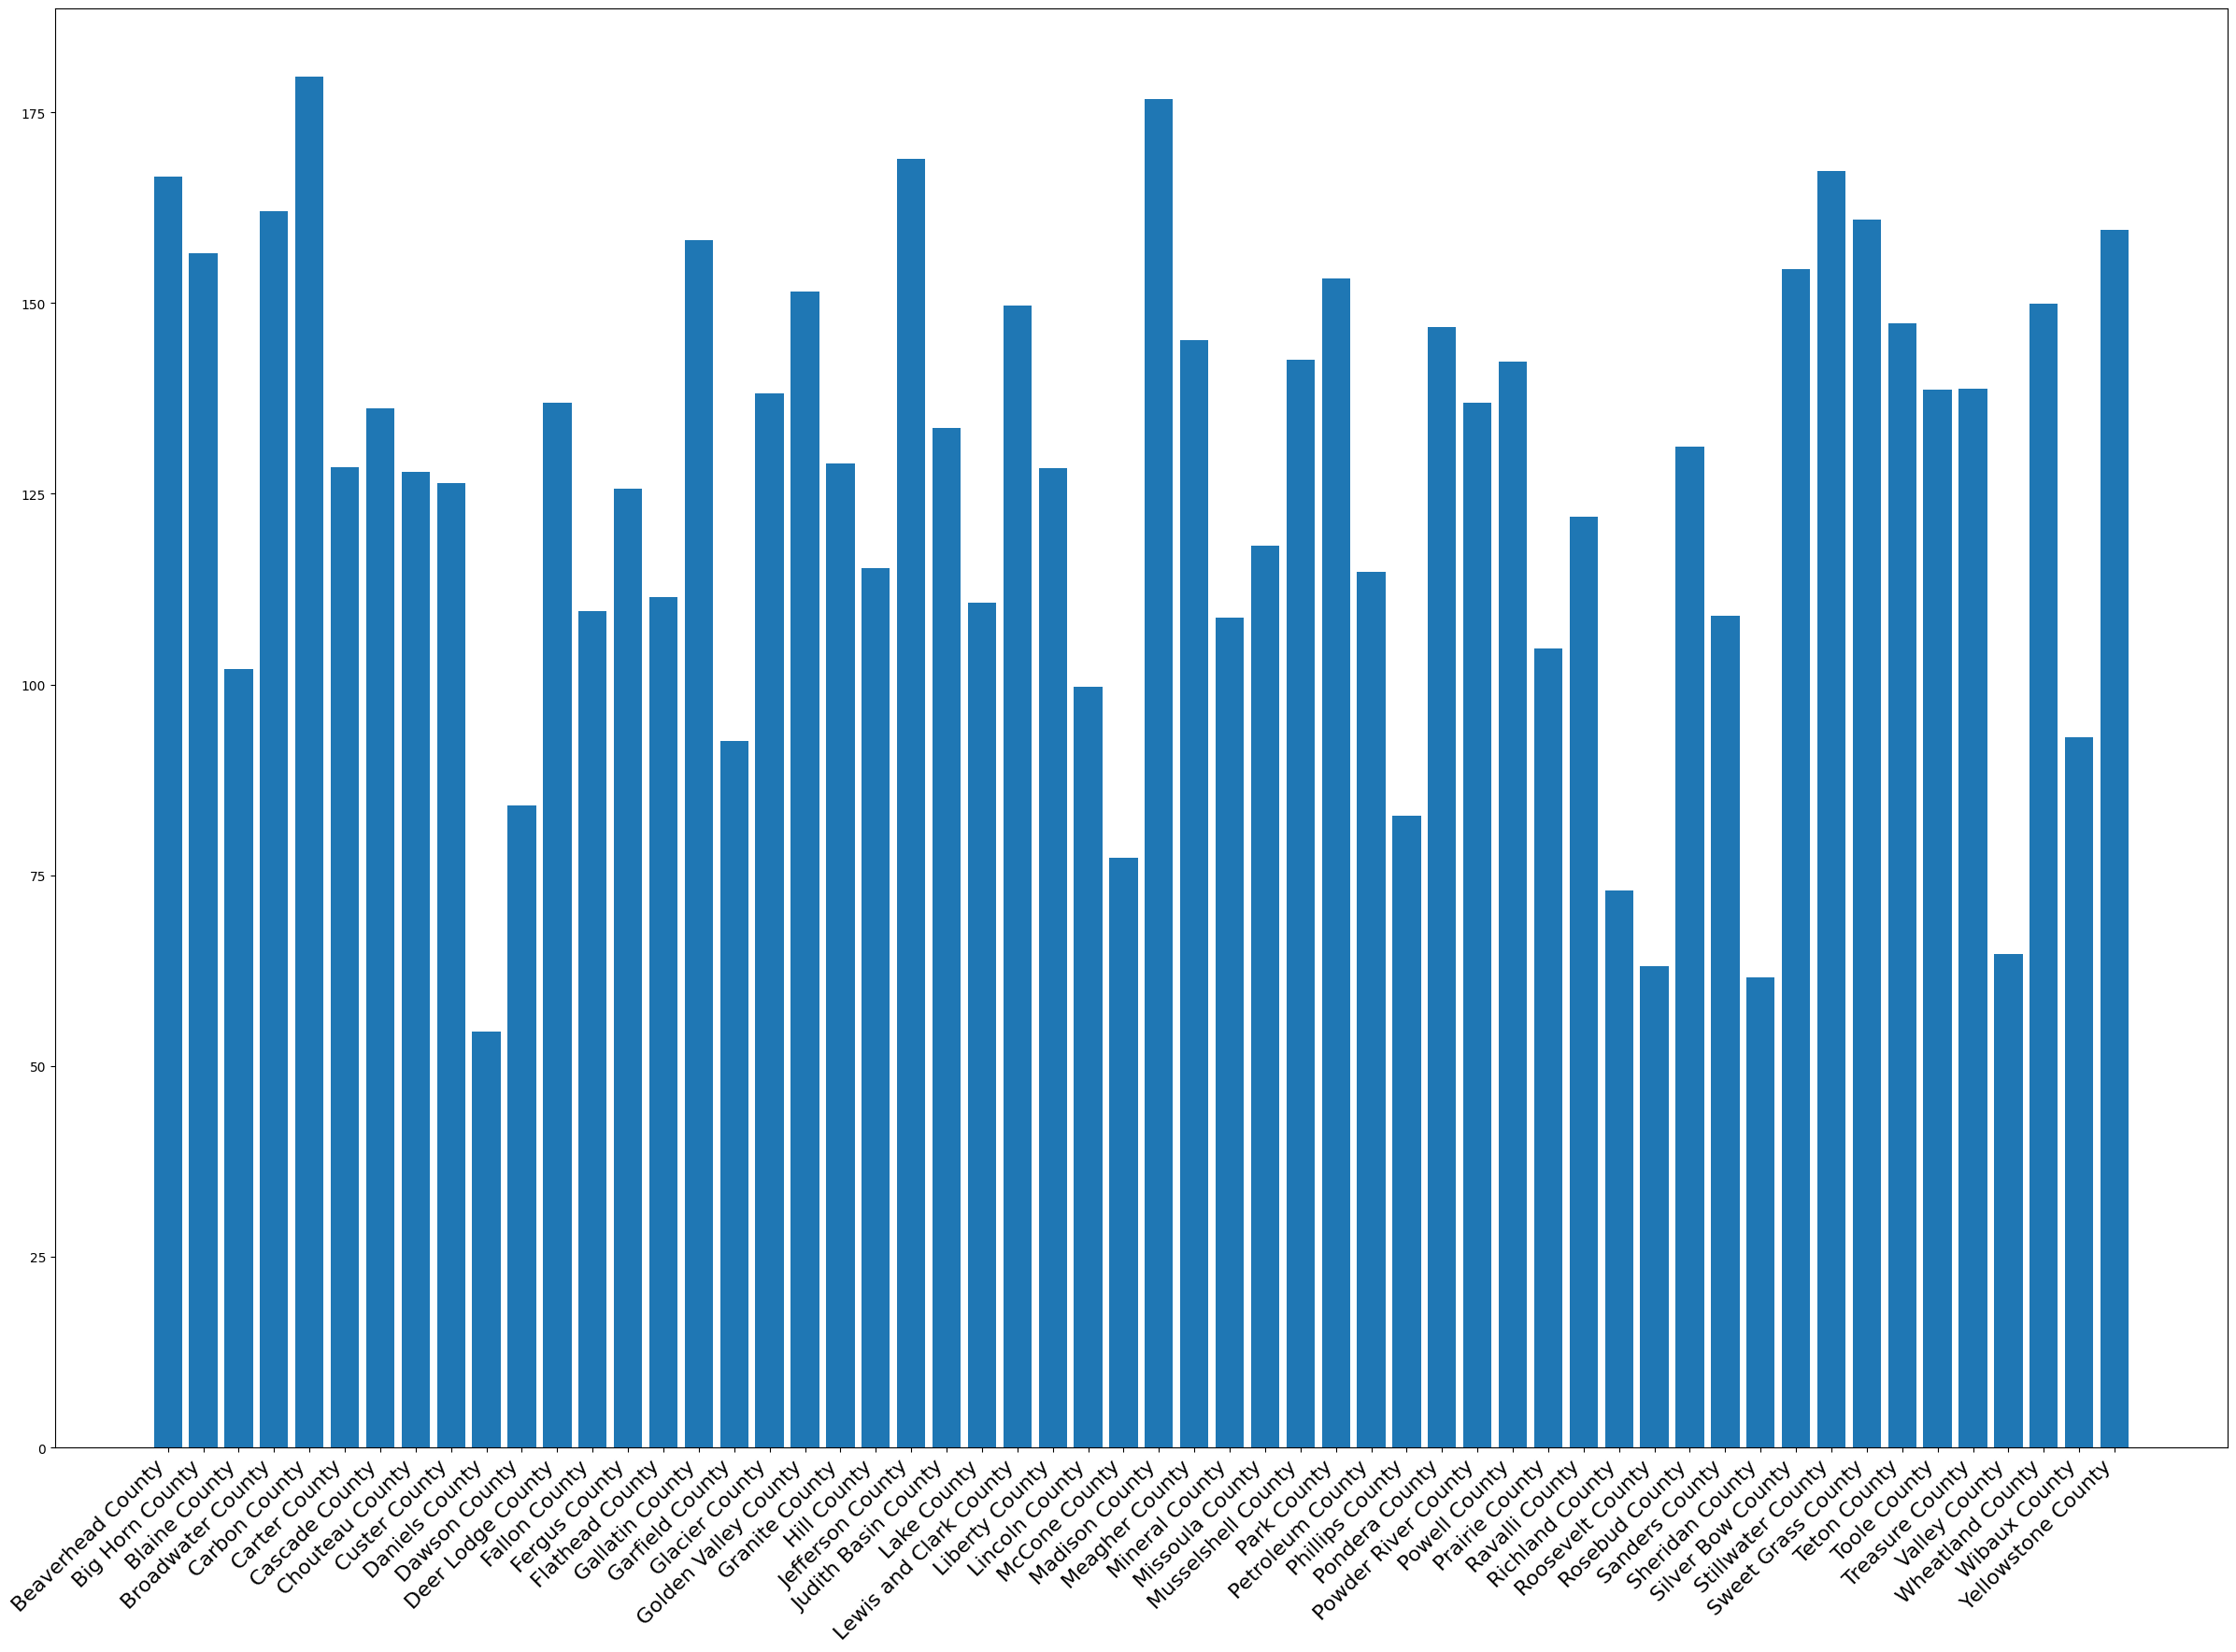 175
150
125
100
75
50
25
0
Beaverhead County
Big Horn County
Blaine County
Broadwater County
Carbon County
Carter County
Cascade County
Chouteau County
Custer County
Daniels County
Dawson County
Deer Lodge County
Fallon County
Fergus County
Flathead County
Gallatin County
Garfield County
Glacier County
Golden Valley County
Granite County
Hill County
Jefferson County
Judith Basin County
Lake County
Lewis and Clark County
Liberty County
Lincoln County
McCone County
Madison County
Meagher County
Mineral County
Missoula County
Musselshell County
Park County
Petroleum County
Phillips County
Pondera County
Powder River County
Powell County
Prairie County
Ravalli County
Richland County
Roosevelt County
Rosebud County
Sanders County
Sheridan County
Silver Bow County
Stillwater County
Sweet Grass County
Teton County
Toole County
Treasure County
Valley County
Wheatland County
Wibaux County
Yellowstone County